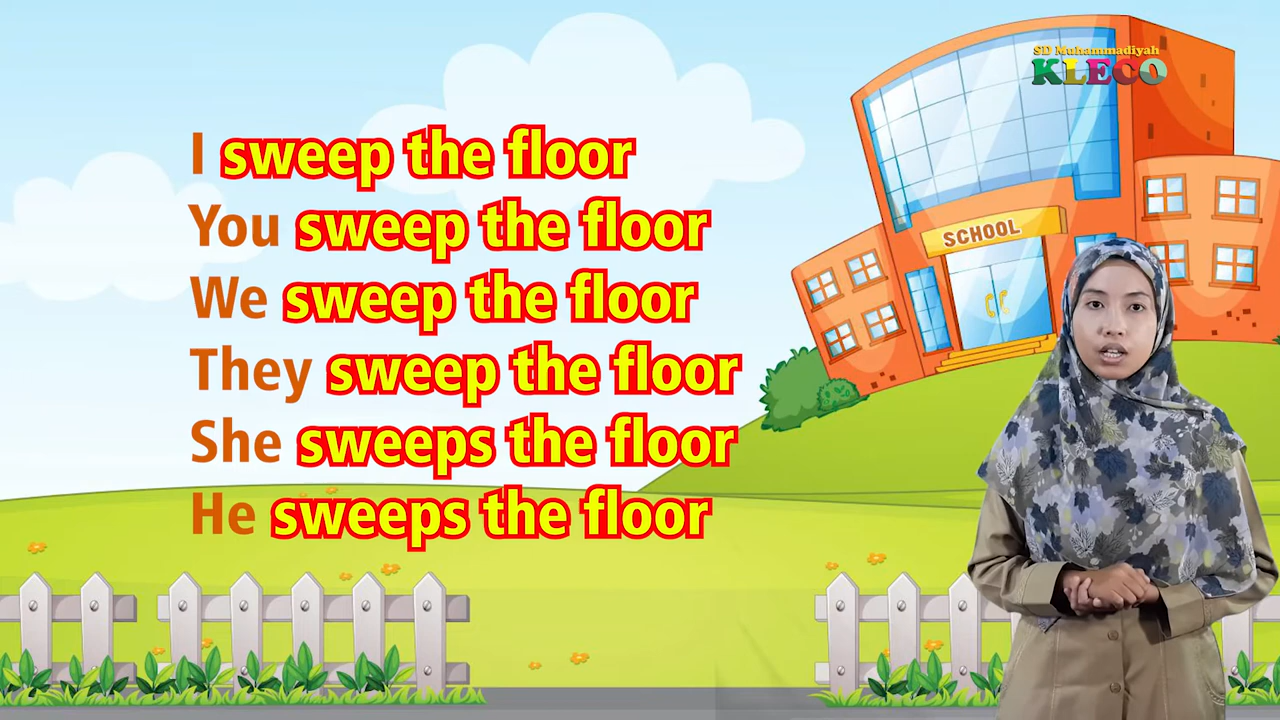 SD Muhammadiyah
KLECO
SCHOOL
I sweep the floor
You sweep the floor
We sweep the floor
They sweep the floor
She sweeps the floor
He sweeps the floor